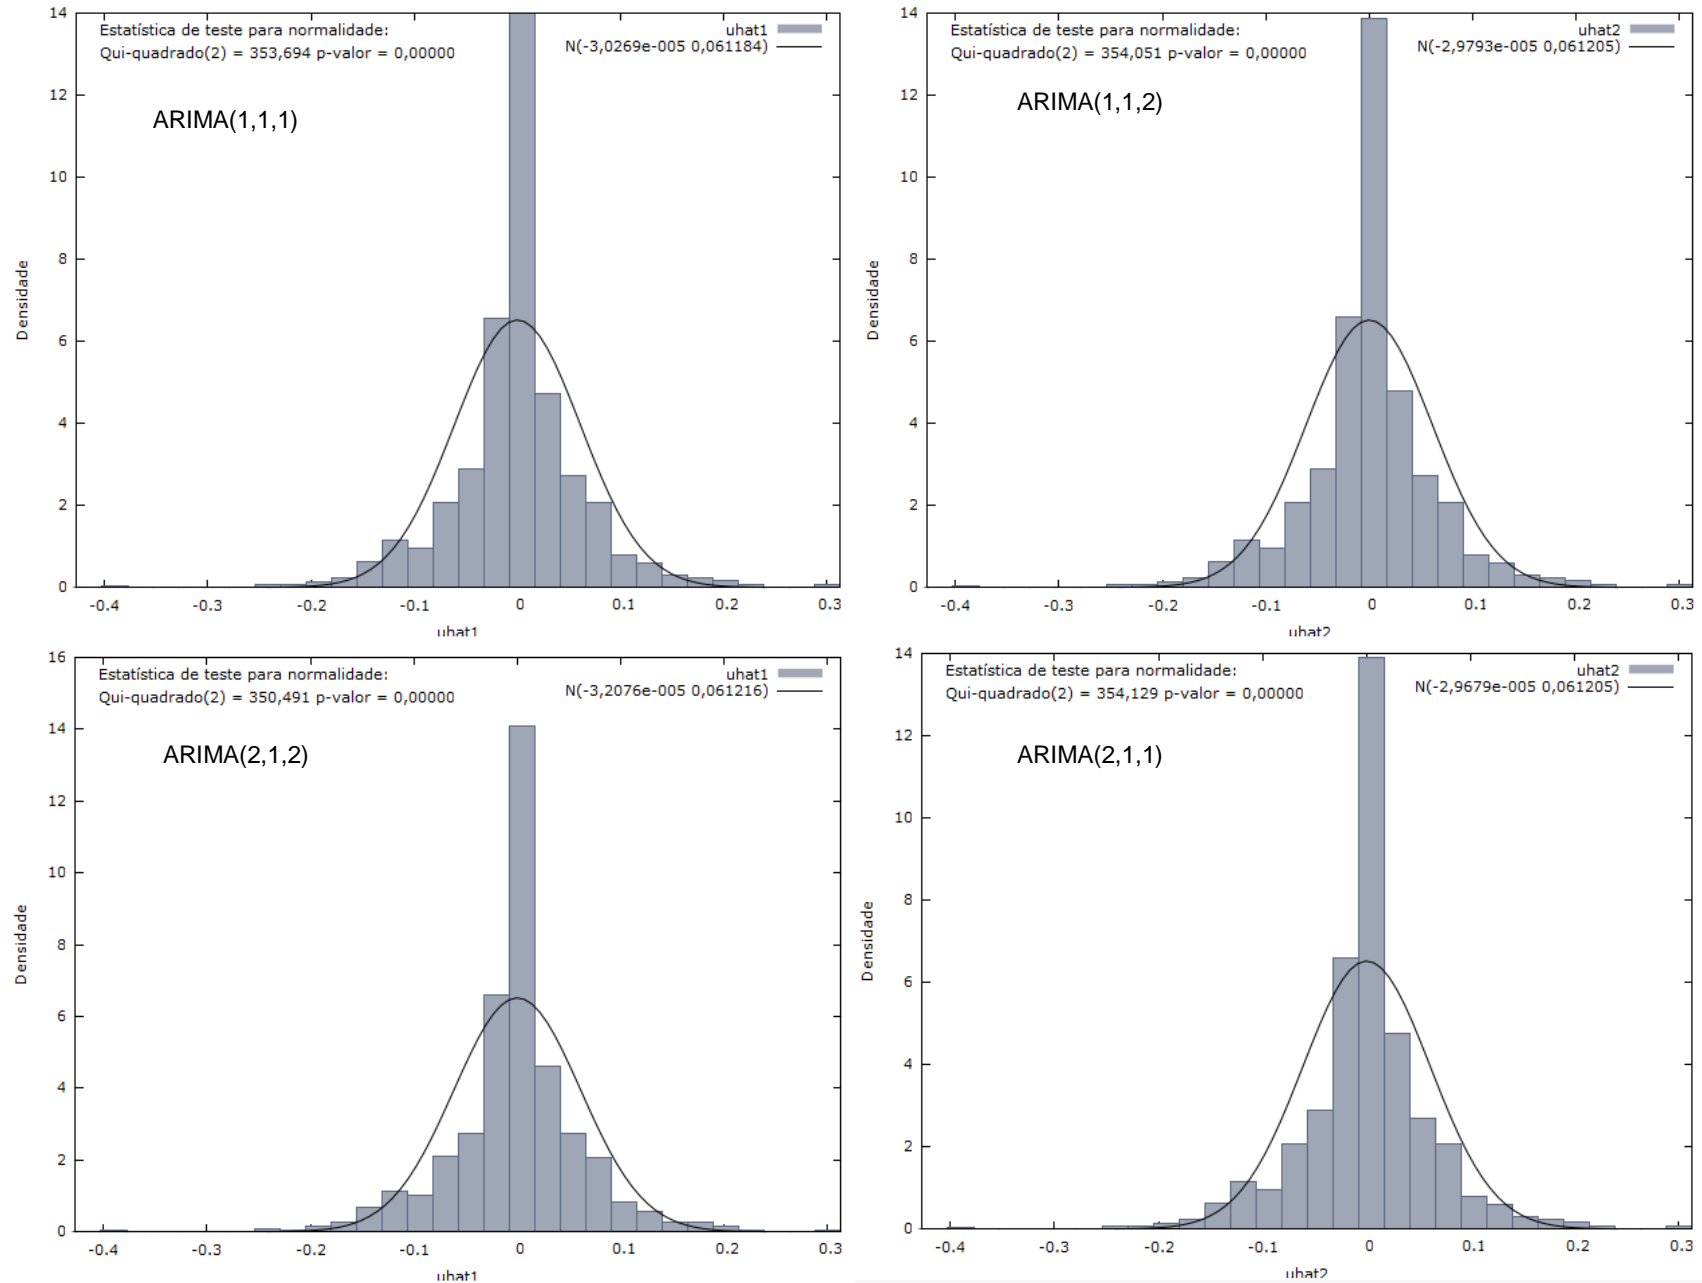 Estatística de teste para normalidade:
Qui-quadrado(2) = 353,694 p-valor = 0,00000
uhat1
N(-3,0269e-005 0,061184)
ARIMA(1,1,1)
14
12
10
8
6
4
2
0
Densidade
-0.4 -0.3 -0.2 -0.1 0 0.1 0.2 0.3
uhat1
Estatística de teste para normalidade:
Qui-quadrado(2) = 354,051 p-valor = 0,00000
uhat2
N(-2,9793e-005 0,061205)
ARIMA(1,1,2)
14
12
10
8
6
4
2
0
Densidade
-0.4 -0.3 -0.2 -0.1 0 0.1 0.2 0.3
uhat2
Estatística de teste para normalidade:
Qui-quadrado(2) = 350,491 p-valor = 0,00000
uhat1
N(-3,2076e-005 0,061216)
ARIMA(2,1,2)
16
14
12
10
8
6
4
2
0
Densidade
-0.4 -0.3 -0.2 -0.1 0 0.1 0.2 0.3
uhat1
Estatística de teste para normalidade:
Qui-quadrado(2) = 354,129 p-valor = 0,00000
uhat2
N(-2,9679e-005 0,061205)
ARIMA(2,1,1)
14
12
10
8
6
4
2
0
Densidade
-0.4 -0.3 -0.2 -0.1 0 0.1 0.2 0.3
uhat2